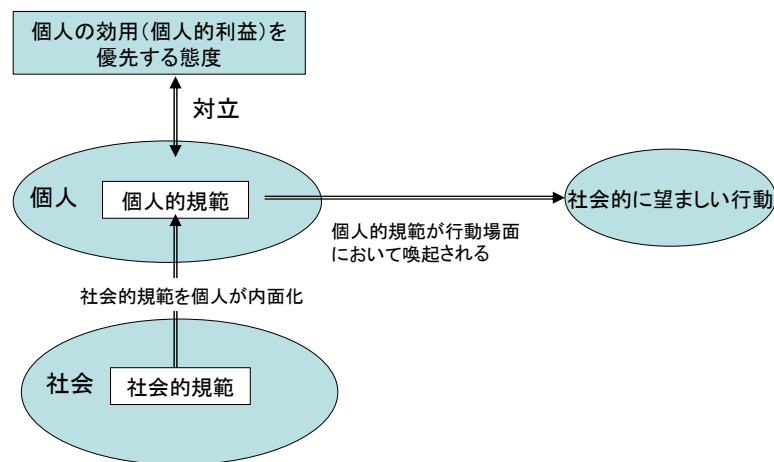 個人の効用(個人的利益)を
優先する態度
対立
個人
個人的規範
社会的に望ましい行動
個人的規範が行動場面
において喚起される
社会的規範を個人が内面化
社会
社会的規範